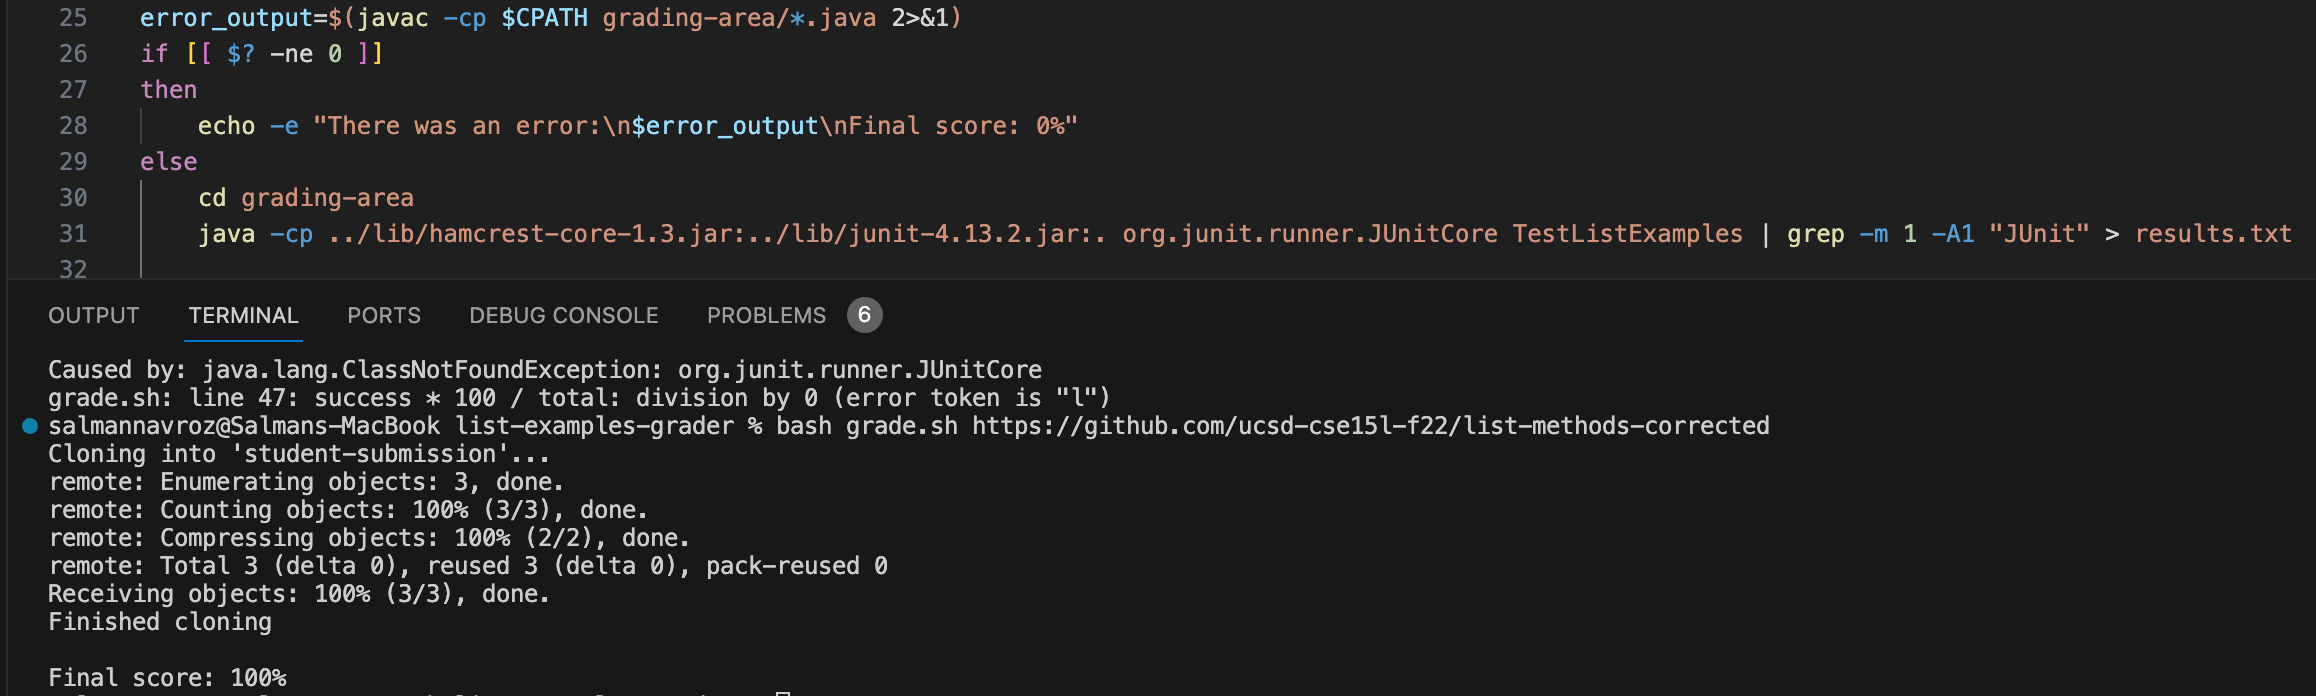 25 error_output=$(javac -cp $CPATH grading-area/*.java 2>&1)
26 if [[ $? -ne 0 ]]
27 then
28 echo -e "There was an error:\n$error_output\nFinal score: 0%"
29 else
30 cd grading-area
31 java -cp ../lib/hamcrest-core-1.3.jar:../lib/junit-4.13.2.jar:. org.junit.runner.JUnitCore TestListExamples | grep -m 1 -A1 "JUnit" > results.txt
32
OUTPUT TERMINAL PORTS DEBUG CONSOLE PROBLEMS 6
Caused by: java.lang.ClassNotFoundException: org.junit.runner.JUnitCore
grade.sh: line 47: success * 100 / total: division by 0 (error token is "l")
salmannavroz@Salmans-MacBook list-examples-grader % bash grade.sh https://github.com/ucsd-cse15l-f22/list-methods-corrected
Cloning into 'student-submission'...
remote: Enumerating objects: 3, done.
remote: Counting objects: 100% (3/3), done.
remote: Compressing objects: 100% (2/2), done.
remote: Total 3 (delta 0), reused 3 (delta 0), pack-reused 0
Receiving objects: 100% (3/3), done.
Finished cloning
Final score: 100%